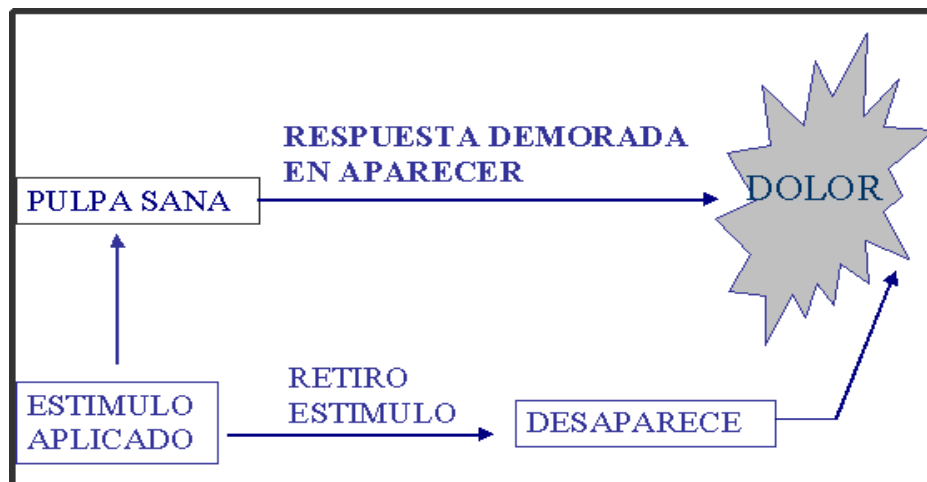 RESPUESTA DEMORADA
EN APARECER
PULPA SANA
DOLOR
ESTIMULO
APLICADO
RETIRO
ESTIMULO
DESAPARECE